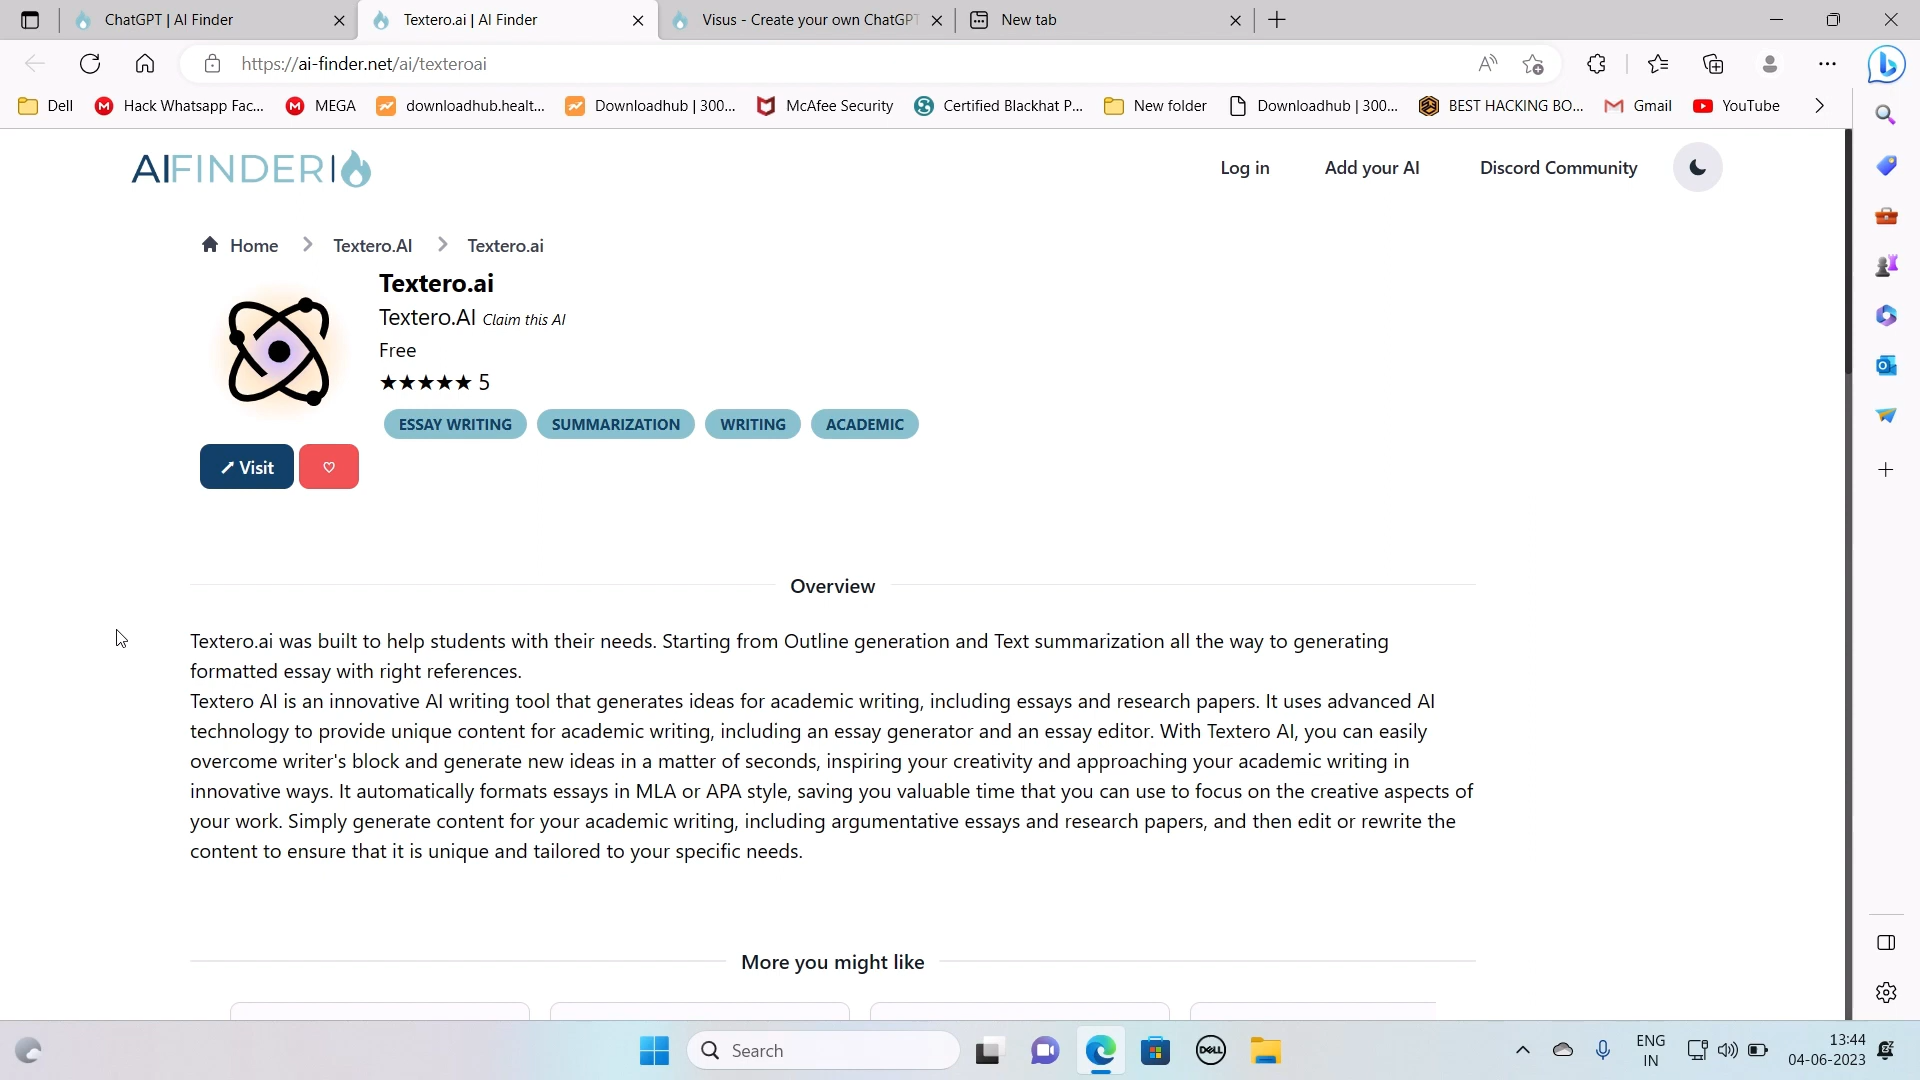 ChatGPT | AI Finder
Textero.ai | AI Finder
Visus - Create your own ChatGPT
New tab
https://ai-finder.net/ai/texteroai
Dell
Hack Whatsapp Fac...
MEGA
downloadhub.healt...
Downloadhub | 300...
McAfee Security
Certified Blackhat P...
New folder
Downloadhub | 300...
BEST HACKING BO...
Gmail
YouTube
AIFINDER
Log in
Add your AI
Discord Community
Home
Textero.AI
Textero.ai
Textero.ai
Textero.AI Claim this AI
Free
★★★★★ 5
ESSAY WRITING
SUMMARIZATION
WRITING
ACADEMIC
Visit
Overview
Textero.ai was built to help students with their needs. Starting from Outline generation and Text summarization all the way to generating
formatted essay with right references.
Textero AI is an innovative AI writing tool that generates ideas for academic writing, including essays and research papers. It uses advanced AI
technology to provide unique content for academic writing, including an essay generator and an essay editor. With Textero AI, you can easily
overcome writer's block and generate new ideas in a matter of seconds, inspiring your creativity and approaching your academic writing in
innovative ways. It automatically formats essays in MLA or APA style, saving you valuable time that you can use to focus on the creative aspects of
your work. Simply generate content for your academic writing, including argumentative essays and research papers, and then edit or rewrite the
content to ensure that it is unique and tailored to your specific needs.
More you might like
Search
DELL
ENG
IN
13:44
04-06-2023